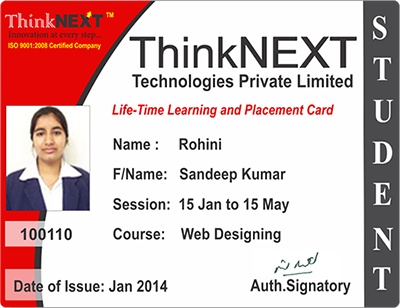 ThinkNEXT™
Innovation at every step...
ISO 9001:2008 Certified Company
ThinkNEXT
Technologies Private Limited
Life-Time Learning and Placement Card
Name : Rohini
F/Name: Sandeep Kumar
Session: 15 Jan to 15 May
100110
Course: Web Designing
Date of Issue: Jan 2014
Auth.Signatory
STUDENT